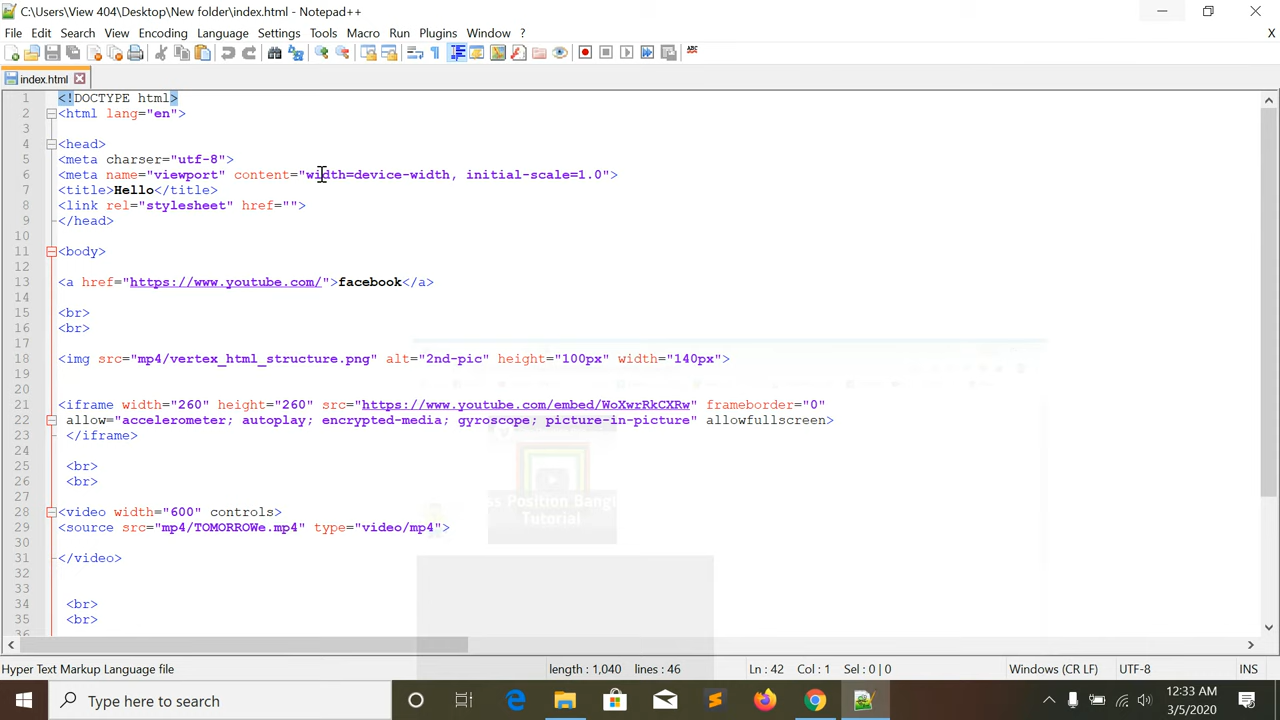 C:\Users\View 404\Desktop\New folder\index.html - Notepad++
File Edit Search View Encoding Language Settings Tools Macro Run Plugins Window ? X
index.html
1 <!DOCTYPE html>
2 <html lang="en">
3
4 <head>
5 <meta charser="utf-8">
6 <meta name="viewport" content="width=device-width, initial-scale=1.0">
7 <title>Hello</title>
8 <link rel="stylesheet" href="">
9 </head>
10
11 <body>
12
13 <a href="https://www.youtube.com/">facebook</a>
14
15 <br>
16 <br>
17
18 <img src="mp4/vertex_html_structure.png" alt="2nd-pic" height="100px" width="140px">
19
20
21 <iframe width="260" height="260" src="https://www.youtube.com/embed/WoXwrRkCXRw" frameborder="0"
22 allow="accelerometer; autoplay; encrypted-media; gyroscope; picture-in-picture" allowfullscreen>
23 </iframe>
24
25 <br>
26 <br>
27
28 <video width="600" controls>
29 <source src="mp4/TOMORROWe.mp4" type="video/mp4">
30
31 </video>
32
33
34 <br>
35 <br>
36
ss Position Bangl
Tutorial
Hyper Text Markup Language file length : 1,040 lines : 46 Ln : 42 Col : 1 Sel : 0 | 0 Windows (CR LF) UTF-8 INS
Type here to search
12:33 AM
3/5/2020